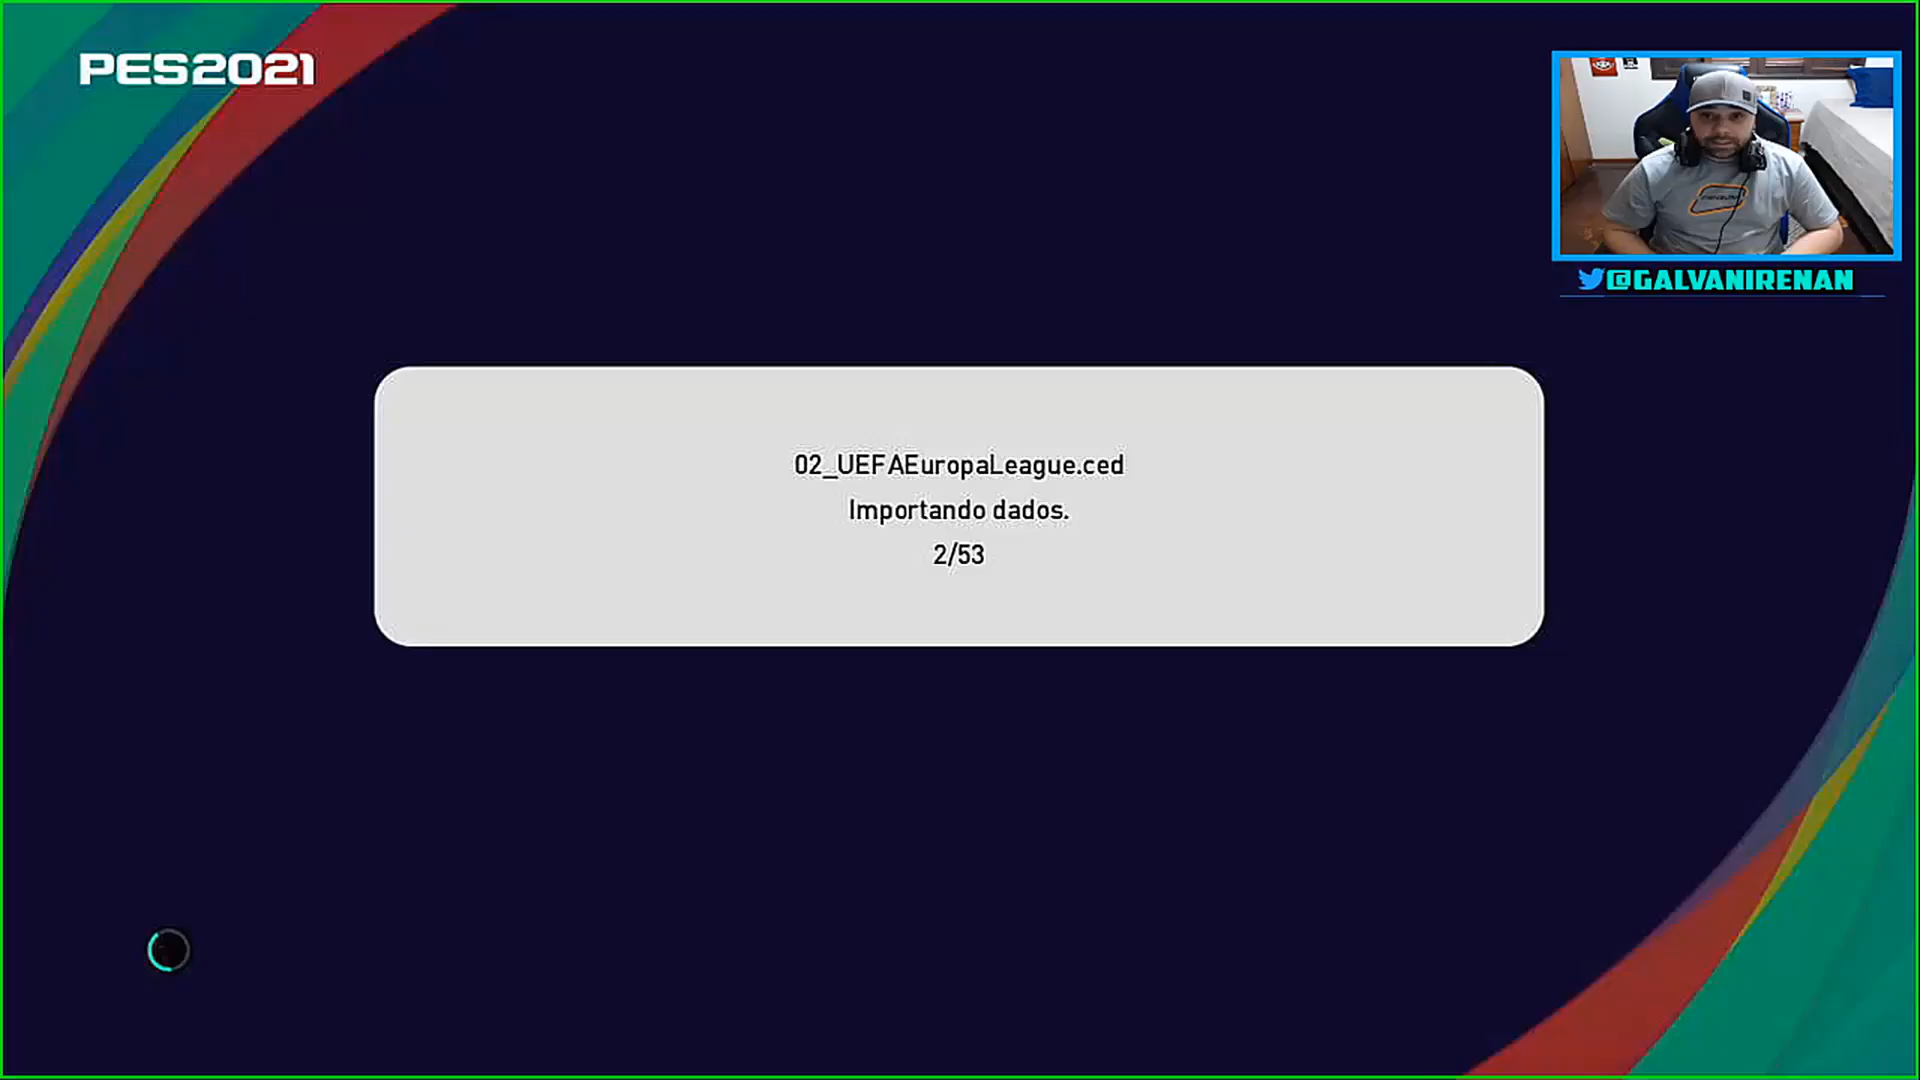 PES2021
@GALVANIRENAN
02_UEFAEuropaLeague.ced
Importando dados.
2/53